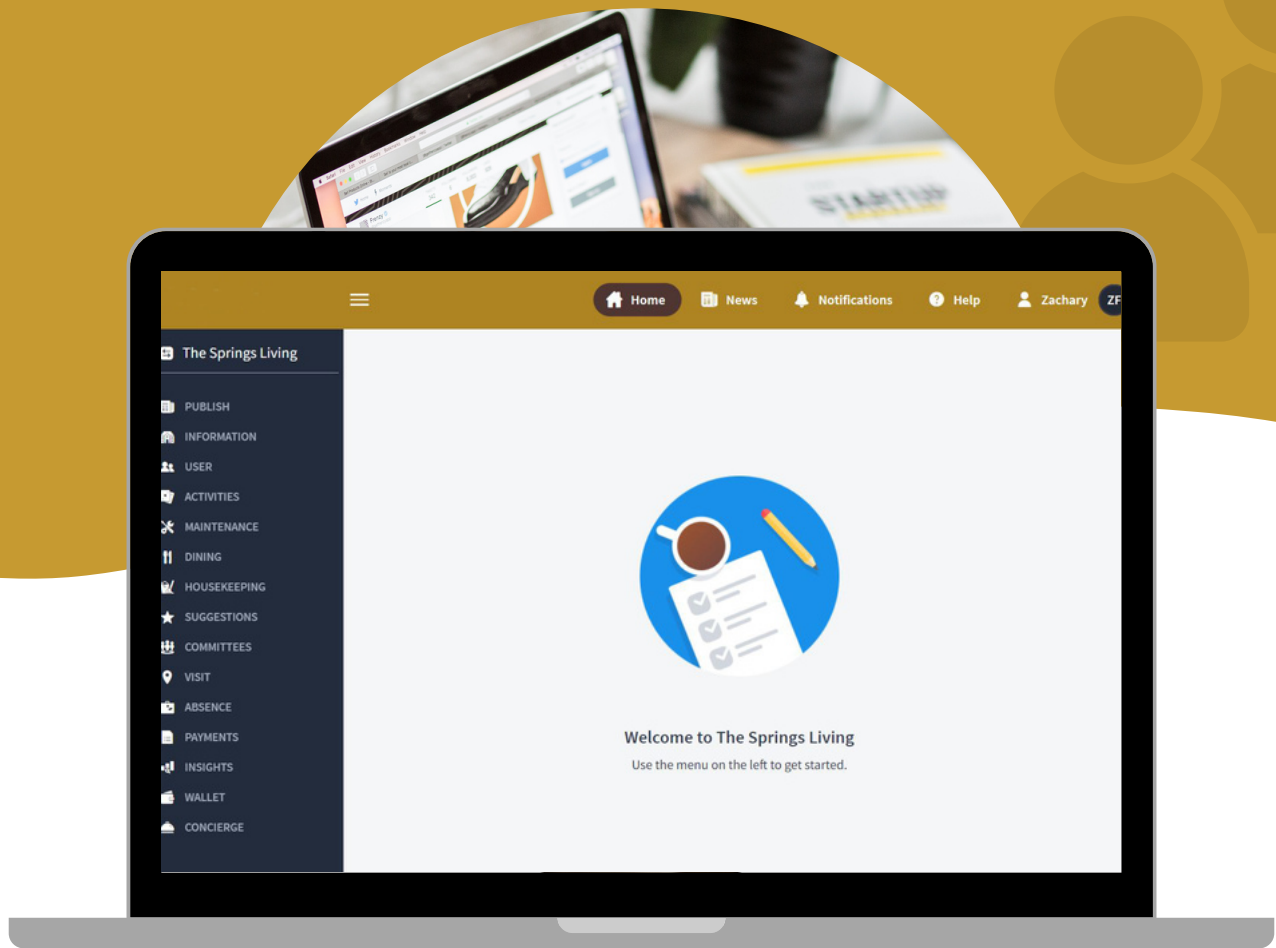 STARTUP
Home
News
Notifications
Help
Zachary
ZF
The Springs Living
PUBLISH
INFORMATION
USER
ACTIVITIES
MAINTENANCE
DINING
HOUSEKEEPING
SUGGESTIONS
COMMITTEES
VISIT
ABSENCE
PAYMENTS
INSIGHTS
WALLET
CONCIERGE
Welcome to The Springs Living
Use the menu on the left to get started.